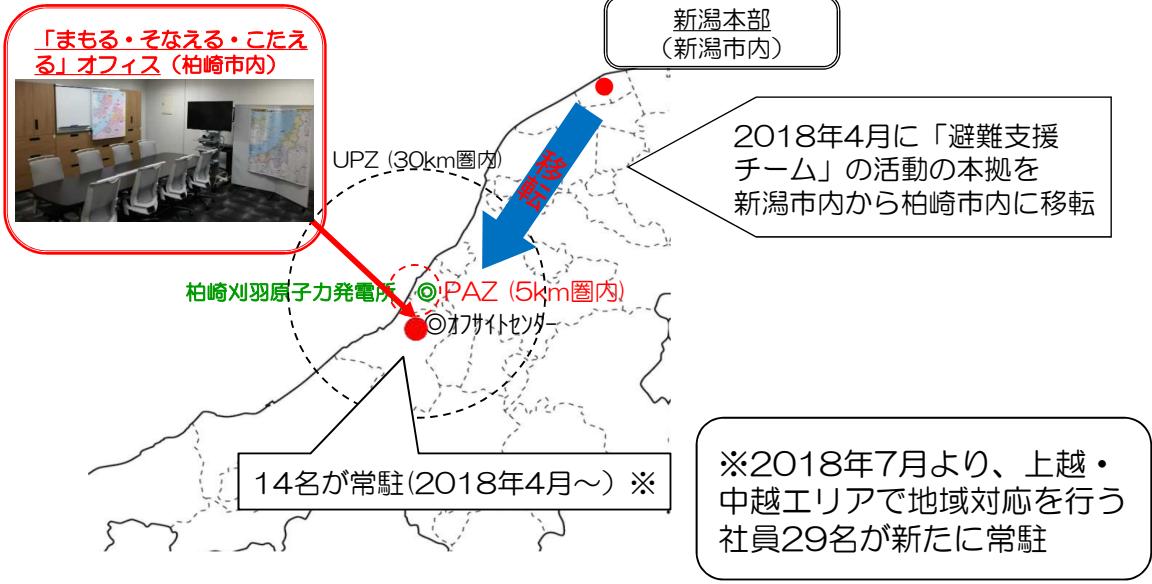 「まもる・そなえる・こたえ
る」オフィス（柏崎市内）
新潟本部
（新潟市内）
2018年4月に「避難支援
チーム」の活動の本拠を
新潟市内から柏崎市内に移転
UPZ (30km圏内)
移転
柏崎刈羽原子力発電所 ◎ PAZ (5km圏内)
◎ｵﾌｻｲﾄｾﾝﾀｰ
14名が常駐(2018年4月～) ※
※2018年7月より、上越・
中越エリアで地域対応を行う
社員29名が新たに常駐